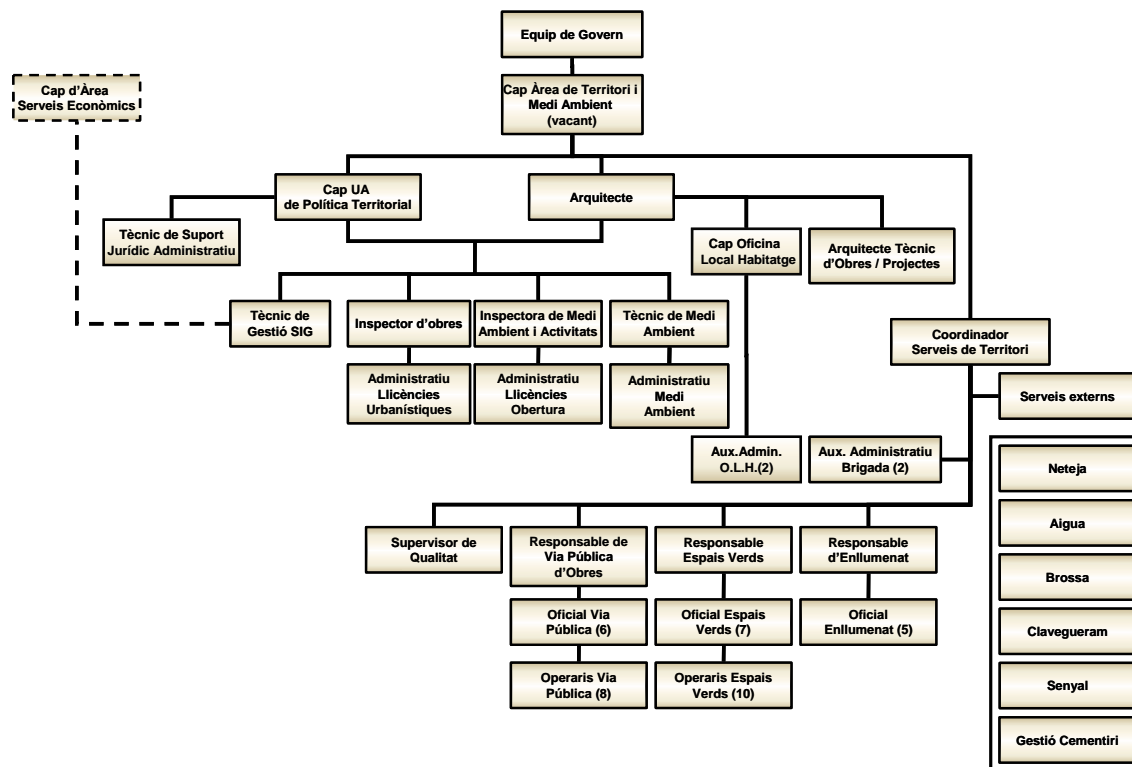 Equip de Govern
Cap d'Àrea
Serveis Econòmics
Cap Àrea de Territori i
Medi Ambient
(vacant)
Cap UA
de Política Territorial
Arquitecte
Tècnic de Suport
Jurídic Administratiu
Cap Oficina
Local Habitatge
Arquitecte Tècnic
d'Obres / Projectes
Tècnic de
Gestió SIG
Inspector d'obres
Inspectora de Medi
Ambient i Activitats
Tècnic de Medi
Ambient
Coordinador
Serveis de Territori
Administratiu
Llicències
Urbanístiques
Administratiu
Llicències
Obertura
Administratiu
Medi
Ambient
Serveis externs
Aux.Admin.
O.L.H.(2)
Aux. Administratiu
Brigada (2)
Neteja
Aigua
Brossa
Clavegueram
Senyal
Gestió Cementiri
Supervisor de
Qualitat
Responsable de
Via Pública
d'Obres
Responsable
Espais Verds
Responsable
d'Enllumenat
Oficial Via
Pública (6)
Oficial Espais
Verds (7)
Oficial
Enllumenat (5)
Operaris Via
Pública (8)
Operaris Espais
Verds (10)